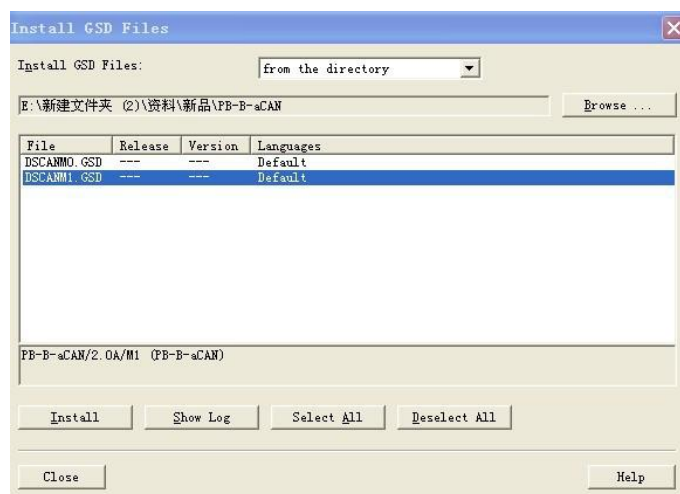 Install GSD Files
Install GSD Files:
from the directory
E:\新建文件夹 (2)\资料\新品\PB-B-aCAN
Browse ...
File Release Version Languages
DSCANM0.GSD --- --- Default
DSCANM1.GSD --- --- Default
PB-B-aCAN/2.0A/M1 (PB-B-aCAN)
Install Show Log Select All Deselect All
Close Help